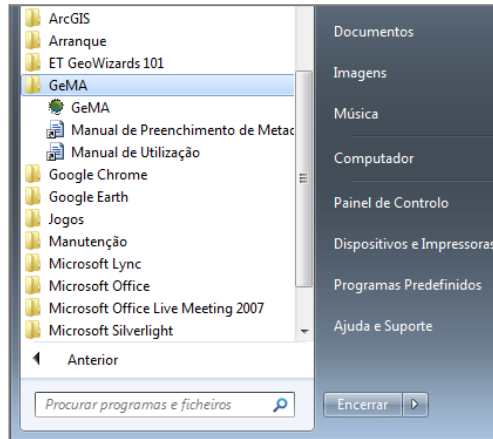 ArcGIS
Arranque
ET GeoWizards 101
GeMA
GeMA
Manual de Preenchimento de Metac
Manual de Utilização
Google Chrome
Google Earth
Jogos
Manutenção
Microsoft Lync
Microsoft Office
Microsoft Office Live Meeting 2007
Microsoft Silverlight
Anterior
Procurar programas e ficheiros
Documentos
Imagens
Música
Computador
Painel de Controlo
Dispositivos e Impressoras
Programas Predefinidos
Ajuda e Suporte
Encerrar